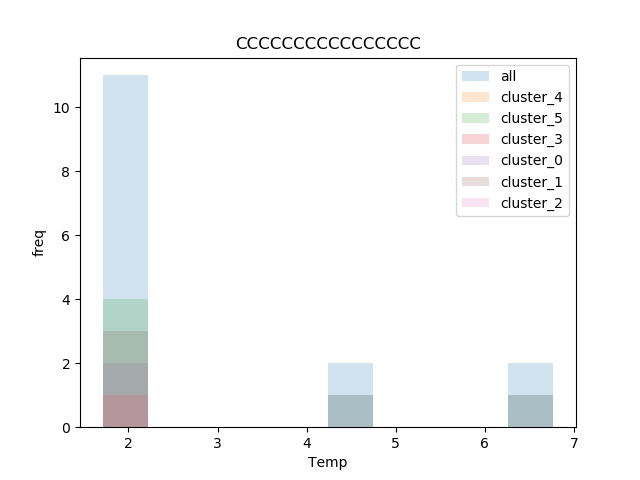 CCCCCCCCCCCCCCCC
all
cluster_4
cluster_5
cluster_3
cluster_0
cluster_1
cluster_2
10
8
6
4
2
0
freq
2 3 4 5 6 7
Temp